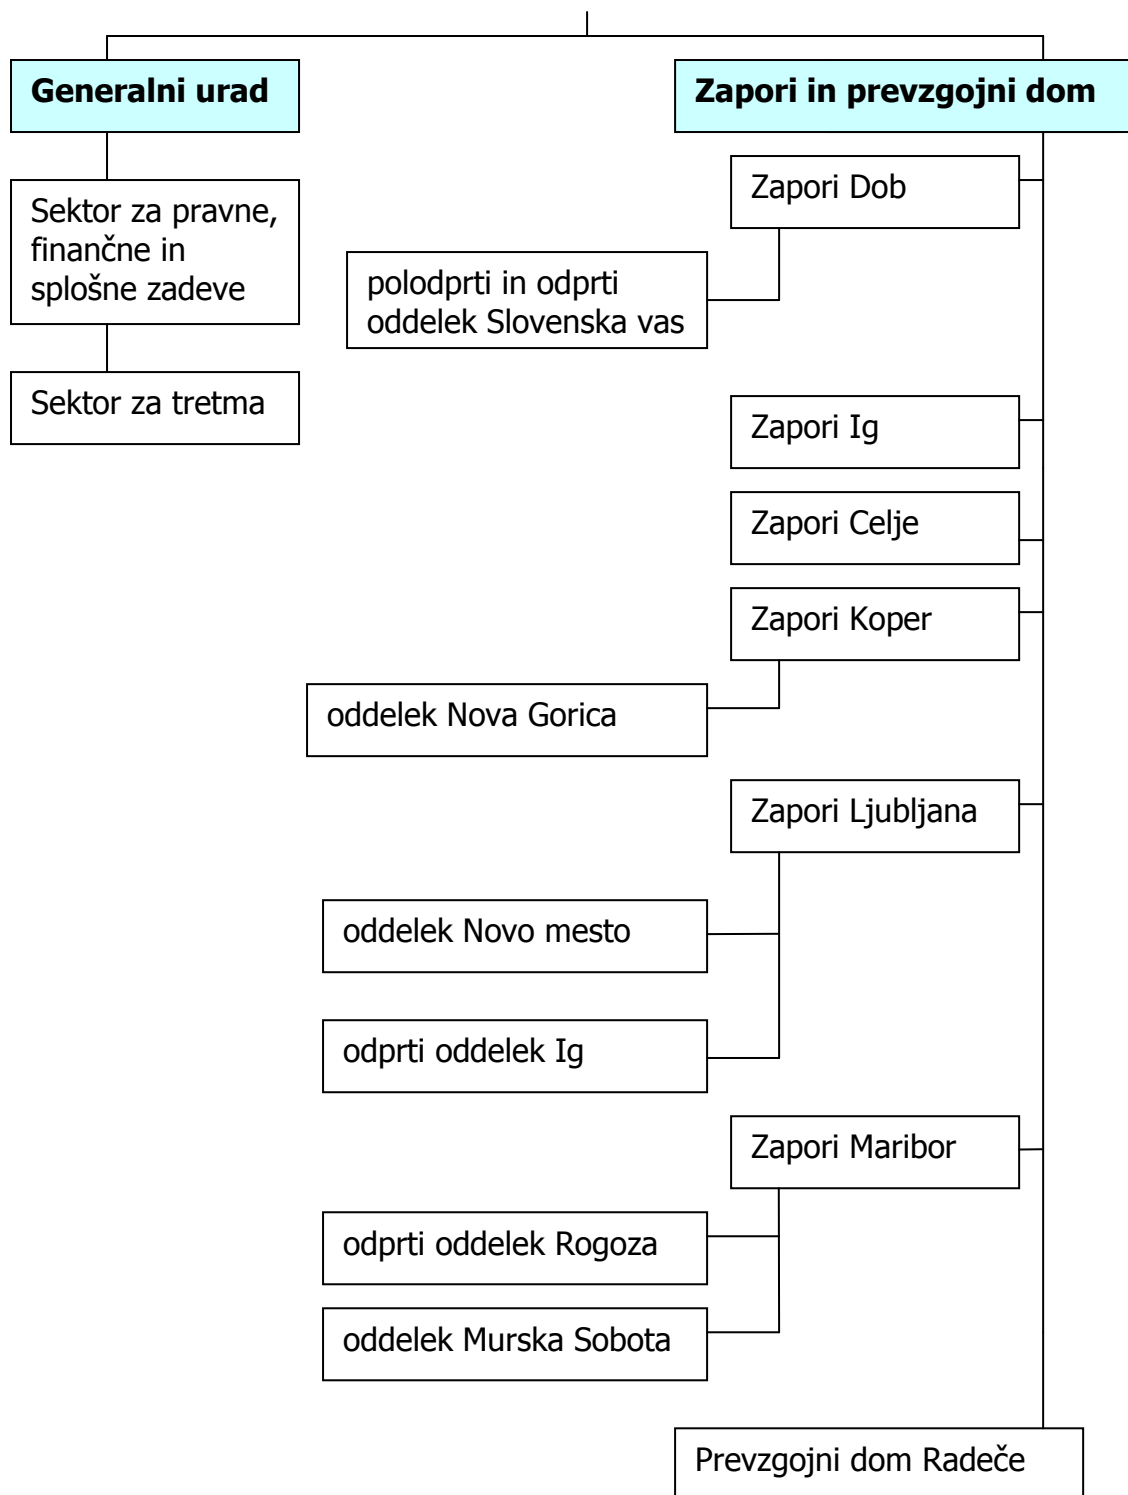 Generalni urad
Zapori in prevzgojni dom
Sektor za pravne,
finančne in
splošne zadeve
Sektor za tretma
Zapori Dob
polodprti in odprti
oddelek Slovenska vas
Zapori Ig
Zapori Celje
Zapori Koper
oddelek Nova Gorica
Zapori Ljubljana
oddelek Novo mesto
odprti oddelek Ig
Zapori Maribor
odprti oddelek Rogoza
oddelek Murska Sobota
Prevzgojni dom Radeče